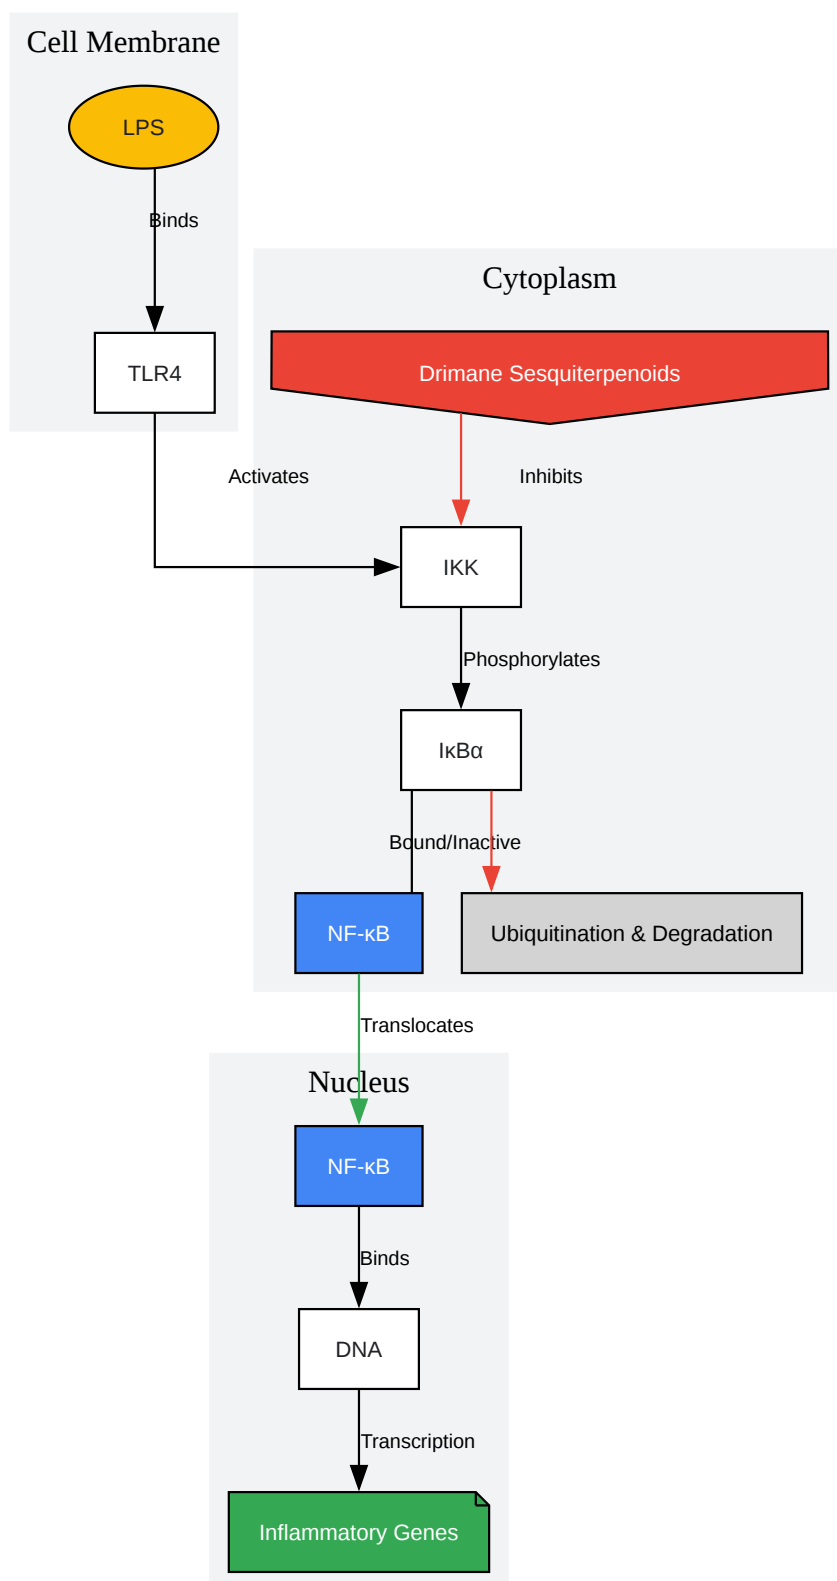 Cell Membrane
LPS
Binds
Cytoplasm
TLR4
Drimane Sesquiterpenoids
Activates
Inhibits
IKK
Phosphorylates
IκBα
Bound/Inactive
NF-κB
Ubiquitination & Degradation
Translocates
Nucleus
NF-κB
Binds
DNA
Transcription
Inflammatory Genes